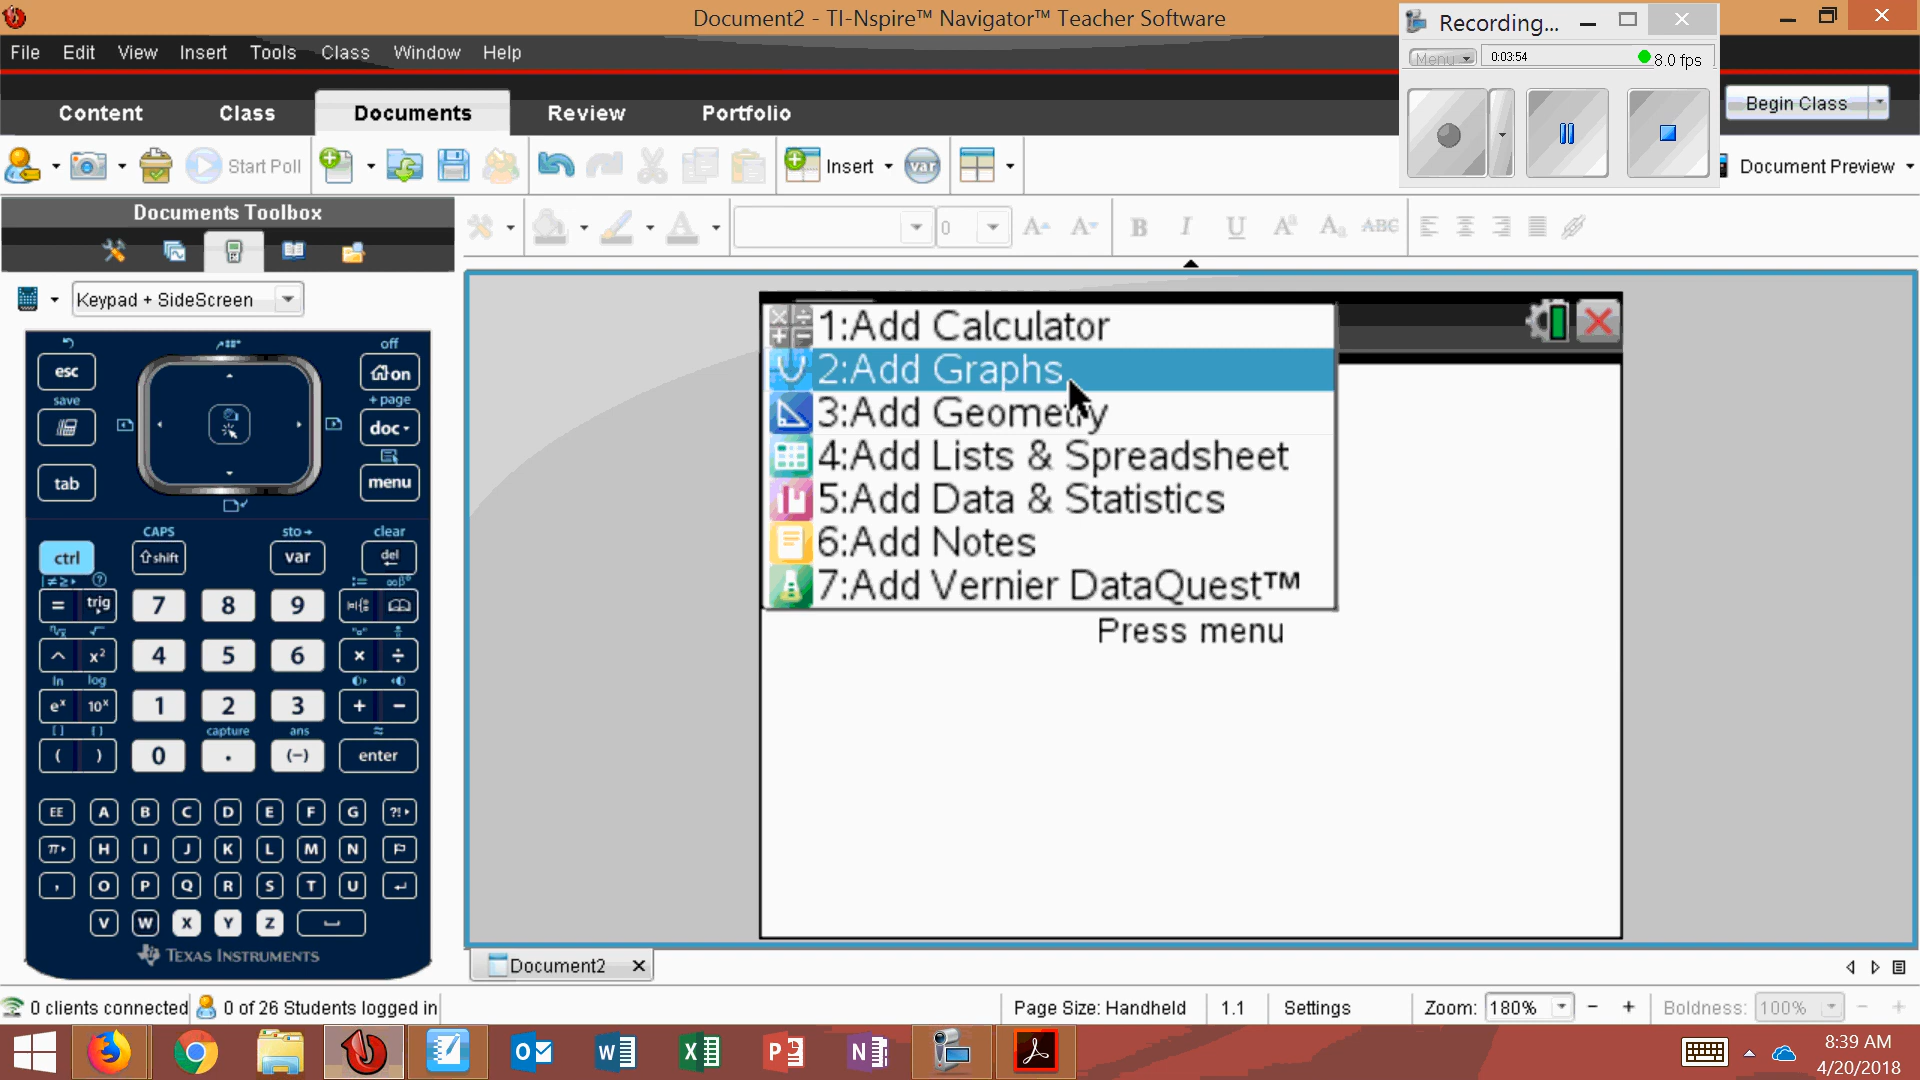 Document2 - TI-Nspire™ Navigator™ Teacher Software
Recording...
File Edit View Insert Tools Class Window Help
Menu 0:03:54 8.0 fps
Content Class Documents Review Portfolio
Begin Class
Start Poll Insert var Document Preview
Documents Toolbox
0 B I U ABC
Keypad + SideScreen
off
esc on
save + page
doc
tab menu
CAPS sto→ clear
ctrl shift var del
= trig 7 8 9
^ x² 4 5 6 × ÷
ln log
eˣ 10ˣ 1 2 3 + −
[ ] { } capture ans
( ) 0 . (−) enter
EE A B C D E F G ?!
π H I J K L M N
, O P Q R S T U
V W X Y Z
TEXAS INSTRUMENTS
1:Add Calculator
2:Add Graphs
3:Add Geometry
4:Add Lists & Spreadsheet
5:Add Data & Statistics
6:Add Notes
7:Add Vernier DataQuest™
Press menu
Document2
0 clients connected 0 of 26 Students logged in Page Size: Handheld 1.1 Settings Zoom: 180% − + Boldness: 100% − +
8:39 AM
4/20/2018